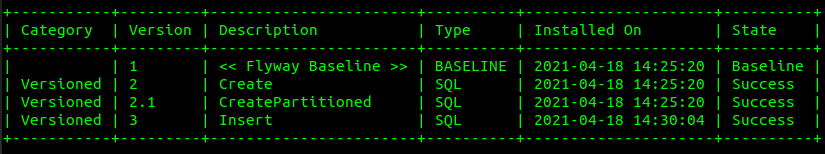 +-----------+---------+-----------------------+----------+---------------------+----------+
| Category  | Version | Description           | Type     | Installed On        | State    |
+-----------+---------+-----------------------+----------+---------------------+----------+
|           | 1       | << Flyway Baseline >> | BASELINE | 2021-04-18 14:25:20 | Baseline |
| Versioned | 2       | Create                | SQL      | 2021-04-18 14:25:20 | Success  |
| Versioned | 2.1     | CreatePartitioned     | SQL      | 2021-04-18 14:25:20 | Success  |
| Versioned | 3       | Insert                | SQL      | 2021-04-18 14:30:04 | Success  |
+-----------+---------+-----------------------+----------+---------------------+----------+